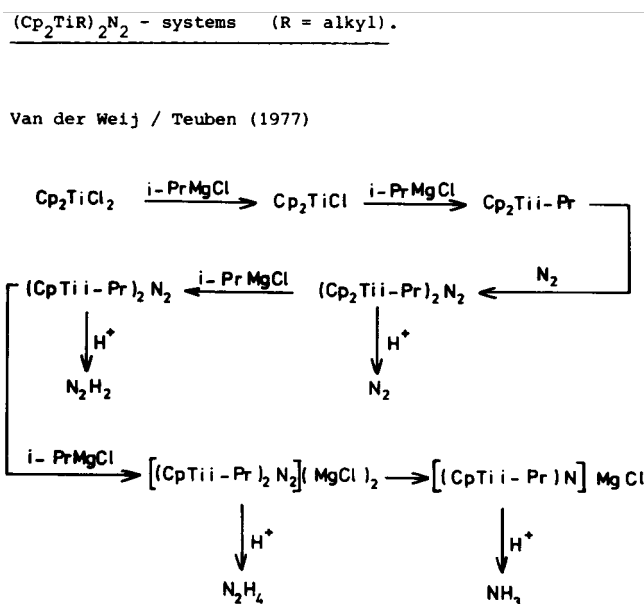 (Cp₂TiR)₂N₂ - systems (R = alkyl).
Van der Weij / Teuben (1977)
i-PrMgCl i-PrMgCl
Cp₂TiCl₂ Cp₂TiCl Cp₂Tii-Pr
i-PrMgCl N₂
(CpTii-Pr)₂N₂ (Cp₂Tii-Pr)₂N₂
H⁺ H⁺
N₂H₂ N₂
i-PrMgCl
[(CpTii-Pr)₂N₂](MgCl)₂ [(CpTii-Pr)N] MgCl
H⁺ H⁺
N₂H₄ NH₃